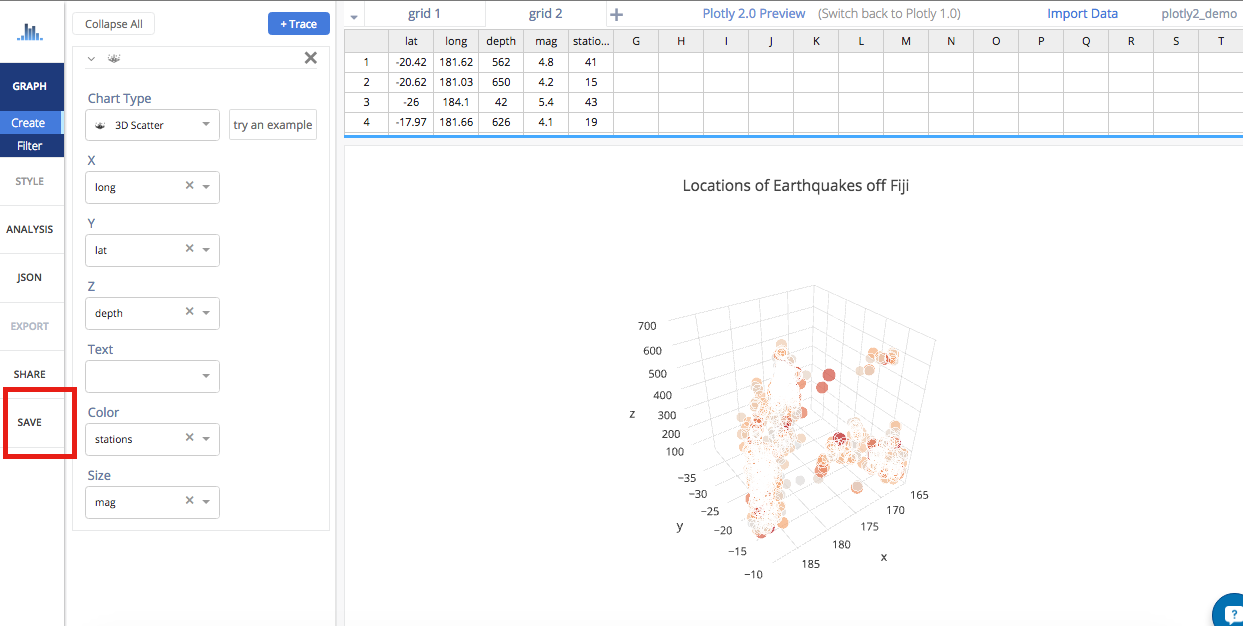 Collapse All
+ Trace
GRAPH
Create
Filter
STYLE
ANALYSIS
JSON
EXPORT
SHARE
SAVE
Chart Type
3D Scatter
try an example
X
long
Y
lat
Z
depth
Text
Color
stations
Size
mag
grid 1 grid 2 + Plotly 2.0 Preview (Switch back to Plotly 1.0) Import Data plotly2_demo
lat long depth mag statio... G H I J K L M N O P Q R S T
1 -20.42 181.62 562 4.8 41
2 -20.62 181.03 650 4.2 15
3 -26 184.1 42 5.4 43
4 -17.97 181.66 626 4.1 19
Locations of Earthquakes off Fiji
700
600
500
400
z 300
200
100
−35
−30
−25
y −20
−15
−10
165
170
175
180
185
x
?